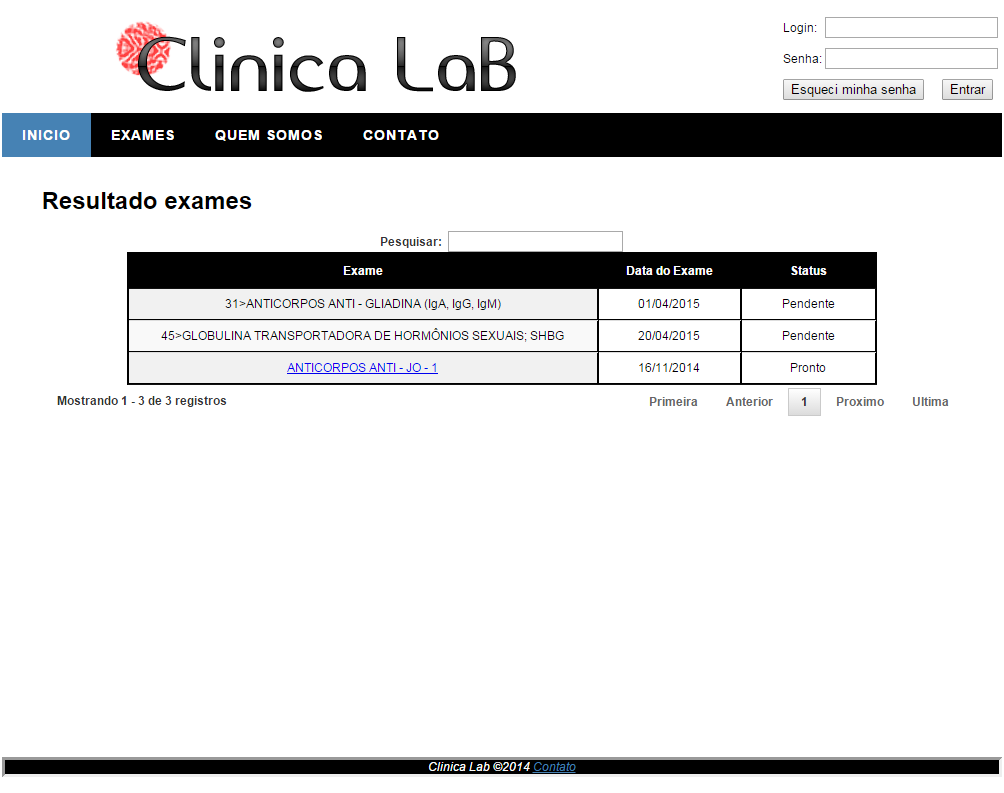 Clinica LaB
Login:
Senha:
Esqueci minha senha Entrar
INICIO EXAMES QUEM SOMOS CONTATO
Resultado exames
Pesquisar:
Exame Data do Exame Status
31>ANTICORPOS ANTI - GLIADINA (IgA, IgG, IgM) 01/04/2015 Pendente
45>GLOBULINA TRANSPORTADORA DE HORMÔNIOS SEXUAIS; SHBG 20/04/2015 Pendente
ANTICORPOS ANTI - JO - 1 16/11/2014 Pronto
Mostrando 1 - 3 de 3 registros Primeira Anterior 1 Proximo Ultima
Clinica Lab ©2014 Contato